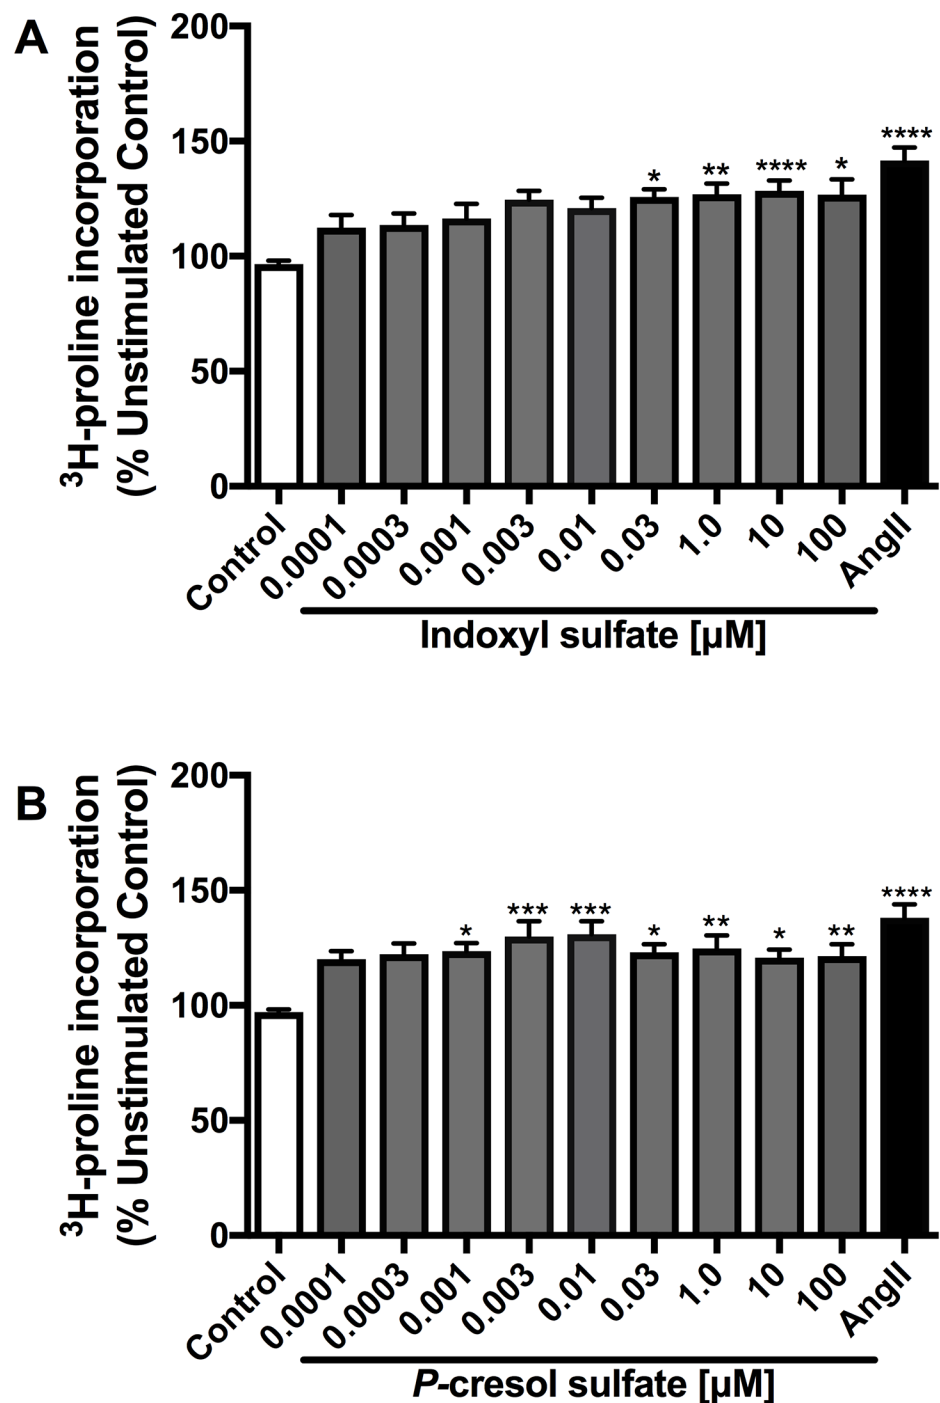 A
³H-proline incorporation
(% Unstimulated Control)
200
150
100
50
0
* ** **** * ****
Control 0.0001 0.0003 0.001 0.003 0.01 0.03 1.0 10 100 AngII
Indoxyl sulfate [µM]
B
³H-proline incorporation
(% Unstimulated Control)
200
150
100
50
0
* *** *** * ** * ** ****
Control 0.0001 0.0003 0.001 0.003 0.01 0.03 1.0 10 100 AngII
P-cresol sulfate [µM]